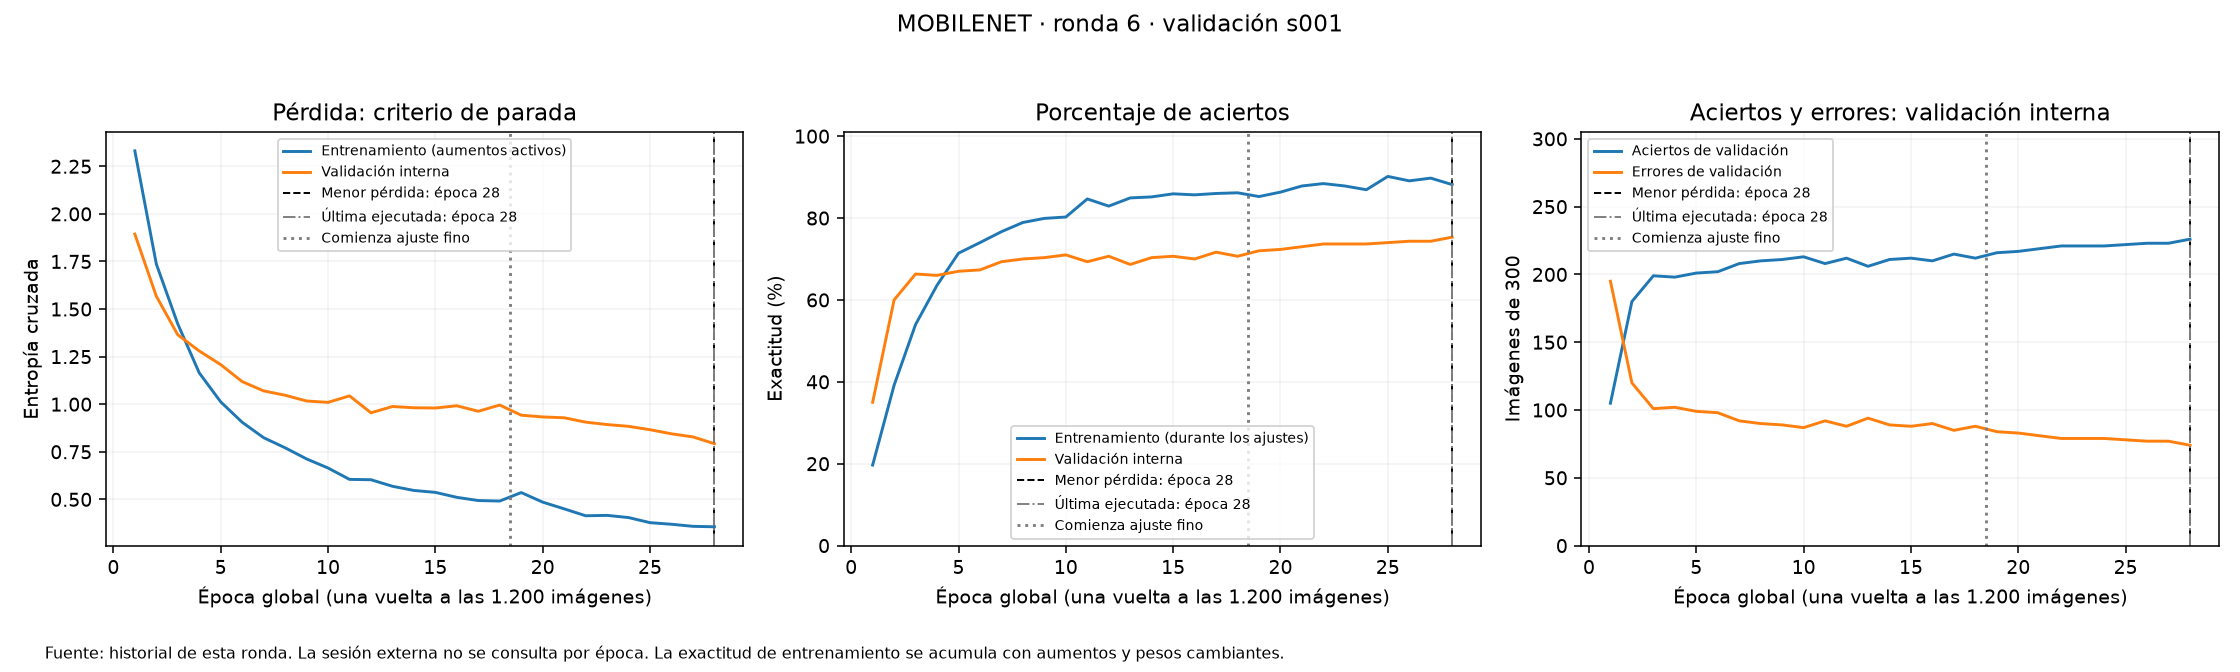 MOBILENET · ronda 6 · validación s001
Pérdida: criterio de parada
Entropía cruzada
2.25
2.00
1.75
1.50
1.25
1.00
0.75
0.50
Entrenamiento (aumentos activos)
Validación interna
Menor pérdida: época 28
Última ejecutada: época 28
Comienza ajuste fino
0 5 10 15 20 25
Época global (una vuelta a las 1.200 imágenes)
Porcentaje de aciertos
Exactitud (%)
100
80
60
40
20
0
Entrenamiento (durante los ajustes)
Validación interna
Menor pérdida: época 28
Última ejecutada: época 28
Comienza ajuste fino
0 5 10 15 20 25
Época global (una vuelta a las 1.200 imágenes)
Aciertos y errores: validación interna
Imágenes de 300
300
250
200
150
100
50
0
Aciertos de validación
Errores de validación
Menor pérdida: época 28
Última ejecutada: época 28
Comienza ajuste fino
0 5 10 15 20 25
Época global (una vuelta a las 1.200 imágenes)
Fuente: historial de esta ronda. La sesión externa no se consulta por época. La exactitud de entrenamiento se acumula con aumentos y pesos cambiantes.